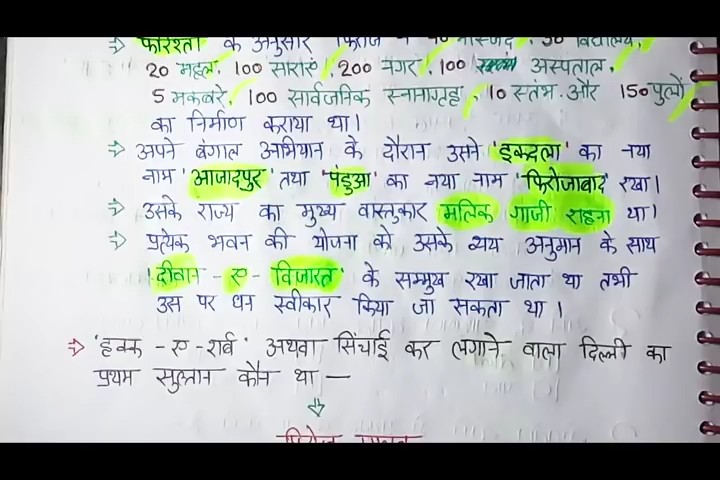 ⇒ फरिश्ता के अनुसार फिरोज ने 40 मस्जिद, 30 विद्यालय,
20 महल, 100 सारारं, 200 नगर, 100 अस्पताल,
5 मकबरे, 100 सार्वजनिक स्नानागृह, 10 स्तंभ और 150 पुलों
का निर्माण कराया था।
⇒ अपने बंगाल अभियान के दौरान उसने 'इकदला' का नया
नाम 'आजादपुर' तथा 'पंडुआ' का नया नाम 'फिरोजाबाद' रखा।
⇒ उसके राज्य का मुख्य वास्तुकार मलिक गाजी शहना था।
⇒ प्रत्येक भवन की योजना को उसके व्यय अनुमान के साथ
'दीवान-ए-विजारत' के सम्मुख रखा जाता था तभी
उस पर धन स्वीकार किया जा सकता था।
⇒ 'हक्क-ए-शर्ब' अथवा सिंचाई कर लगाने वाला दिल्ली का
प्रथम सुल्तान कौन था —